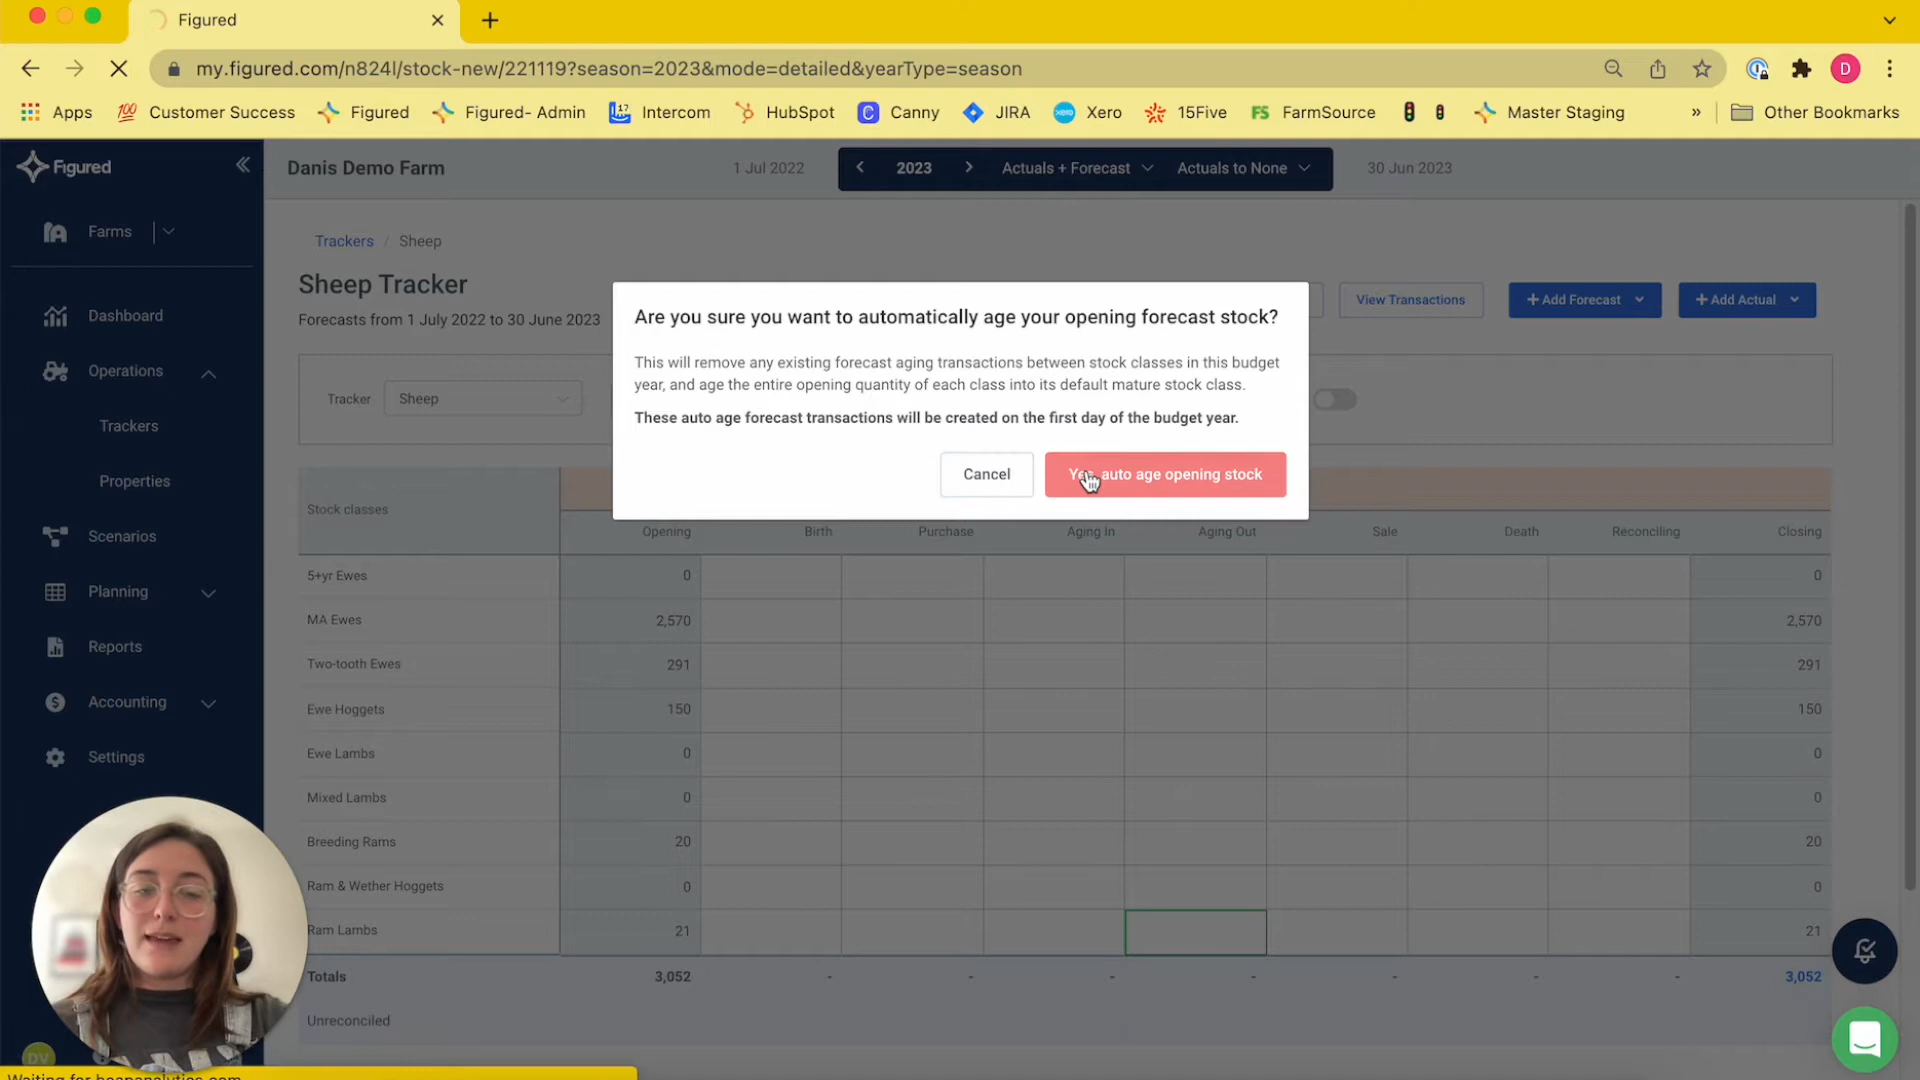 Figured
my.figured.com/n824l/stock-new/221119?season=2023&mode=detailed&yearType=season
D
Apps
Customer Success
Figured
Figured- Admin
Intercom
HubSpot
Canny
JIRA
Xero
15Five
FS FarmSource
Master Staging
»
Other Bookmarks
Figured
Danis Demo Farm
1 Jul 2022
2023
Actuals + Forecast
Actuals to None
30 Jun 2023
Farms
Dashboard
Operations
Trackers
Properties
Scenarios
Planning
Reports
Accounting
Settings
Trackers / Sheep
Sheep Tracker
Forecasts from 1 July 2022 to 30 June 2023
View Transactions
+ Add Forecast
+ Add Actual
Tracker
Sheep
Are you sure you want to automatically age your opening forecast stock?
This will remove any existing forecast aging transactions between stock classes in this budget
year, and age the entire opening quantity of each class into its default mature stock class.
These auto age forecast transactions will be created on the first day of the budget year.
Cancel
auto age opening stock
Stock classes
Opening Birth Purchase Aging In Aging Out Sale Death Reconciling Closing
5+yr Ewes 0 0
MA Ewes 2,570 2,570
Two-tooth Ewes 291 291
Ewe Hoggets 150 150
Ewe Lambs 0 0
Mixed Lambs 0 0
Breeding Rams 20 20
Ram & Wether Hoggets 0 0
Ram Lambs 21 21
Totals 3,052 - - - - - - - 3,052
Unreconciled
DV